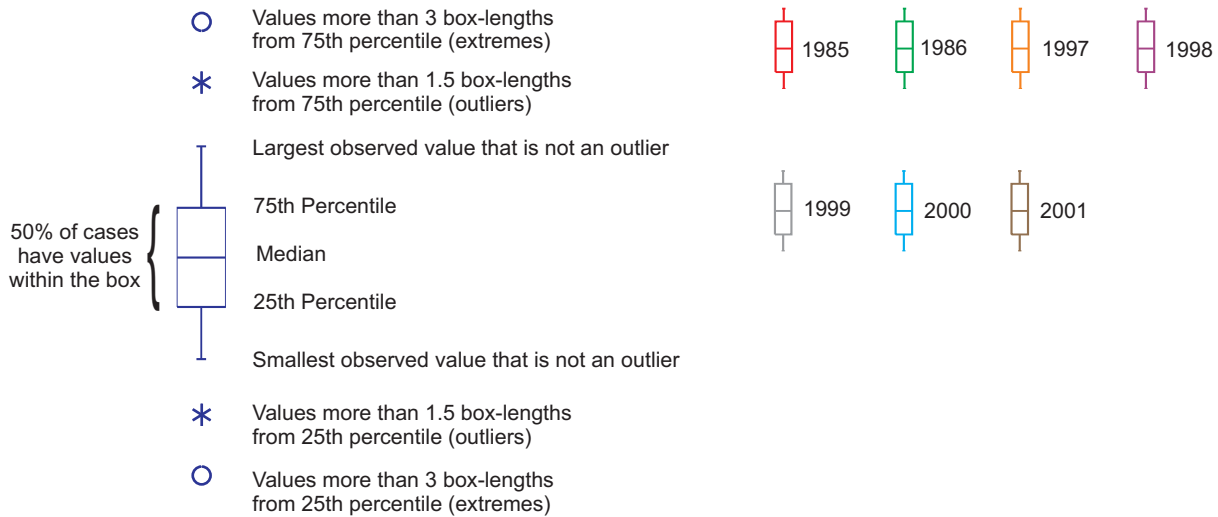 Values more than 3 box-lengths
from 75th percentile (extremes)
Values more than 1.5 box-lengths
from 75th percentile (outliers)
Largest observed value that is not an outlier
75th Percentile
50% of cases
have values
within the box
Median
25th Percentile
Smallest observed value that is not an outlier
Values more than 1.5 box-lengths
from 25th percentile (outliers)
Values more than 3 box-lengths
from 25th percentile (extremes)
1985
1986
1997
1998
1999
2000
2001